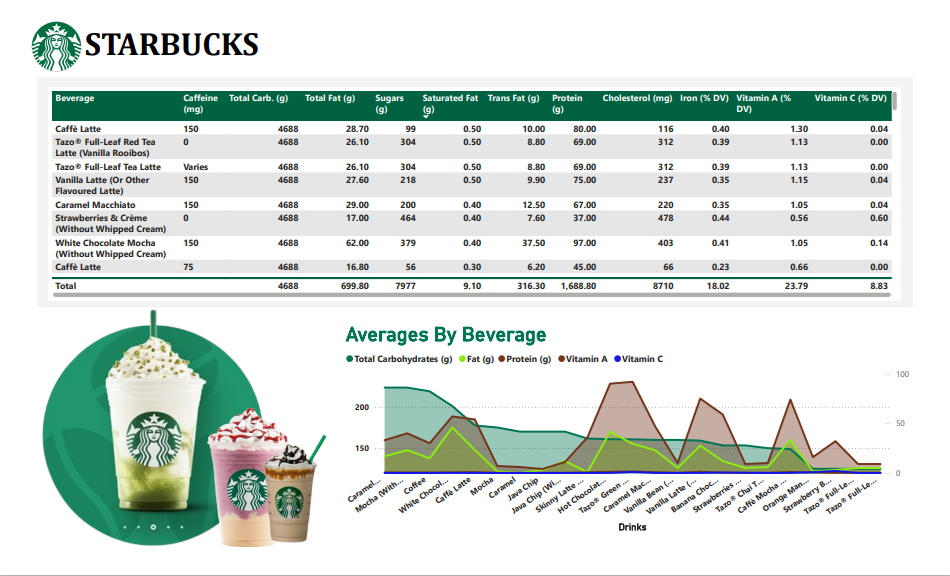 STARBUCKS
Beverage Caffeine (mg) Total Carb. (g) Total Fat (g) Sugars (g) Saturated Fat (g) Trans Fat (g) Protein (g) Cholesterol (mg) Iron (% DV) Vitamin A (% DV) Vitamin C (% DV)
Caffè Latte 150 4688 28.70 99 0.50 10.00 80.00 116 0.40 1.30 0.04
Tazo® Full-Leaf Red Tea Latte (Vanilla Rooibos) 0 4688 26.10 304 0.50 8.80 69.00 312 0.39 1.13 0.00
Tazo® Full-Leaf Tea Latte Varies 4688 26.10 304 0.50 8.80 69.00 312 0.39 1.13 0.00
Vanilla Latte (Or Other Flavoured Latte) 150 4688 27.60 218 0.50 9.90 75.00 237 0.35 1.15 0.04
Caramel Macchiato 150 4688 29.00 200 0.40 12.50 67.00 220 0.35 1.05 0.04
Strawberries & Crème (Without Whipped Cream) 0 4688 17.00 464 0.40 7.60 37.00 478 0.44 0.56 0.60
White Chocolate Mocha (Without Whipped Cream) 150 4688 62.00 379 0.40 37.50 97.00 403 0.41 1.05 0.14
Caffè Latte 75 4688 16.80 56 0.30 6.20 45.00 66 0.23 0.66 0.00
Total 4688 699.80 7977 9.10 316.30 1,688.80 8710 18.02 23.79 8.83
Averages By Beverage
Total Carbohydrates (g) Fat (g) Protein (g) Vitamin A Vitamin C
100
200
50
150
0
Caramel... Mocha (With... Coffee White Chocol... Caffè Latte Mocha Caramel Java Chip Java Chip (Wi... Skinny Latte ... Hot Chocolat... Tazo® Green ... Caramel Mac... Vanilla Bean (... Vanilla Latte (... Banana Choc... Strawberries ... Tazo® Chai T... Caffè Mocha ... Orange Man... Strawberry B... Tazo® Full-Le... Tazo® Full-Le...
Drinks